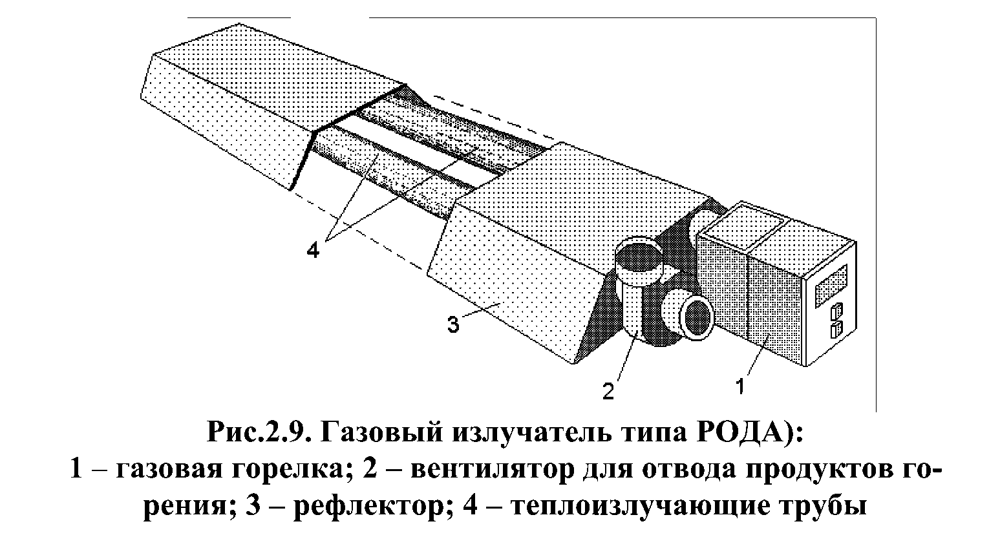 4
3
2
1
Рис.2.9. Газовый излучатель типа РОДА):
1 – газовая горелка; 2 – вентилятор для отвода продуктов го-
рения; 3 – рефлектор; 4 – теплоизлучающие трубы